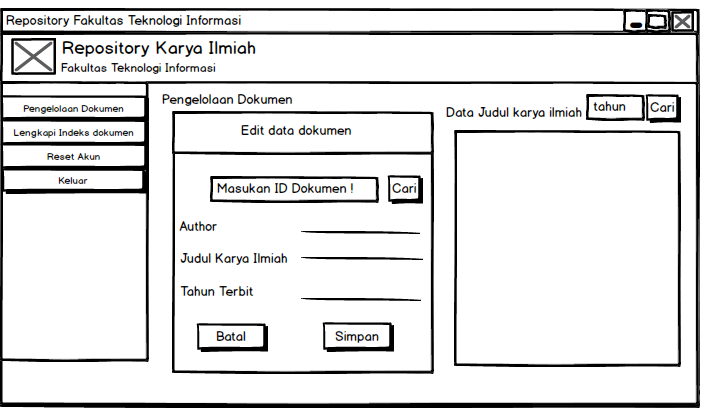 Repository Fakultas Teknologi Informasi
Repository Karya Ilmiah
Fakultas Teknologi Informasi
Pengelolaan Dokumen
Lengkapi Indeks dokumen
Reset Akun
Keluar
Pengelolaan Dokumen
Edit data dokumen
Masukan ID Dokumen !
Cari
Author
Judul Karya Ilmiah
Tahun Terbit
Batal
Simpan
Data Judul karya ilmiah
tahun
Cari